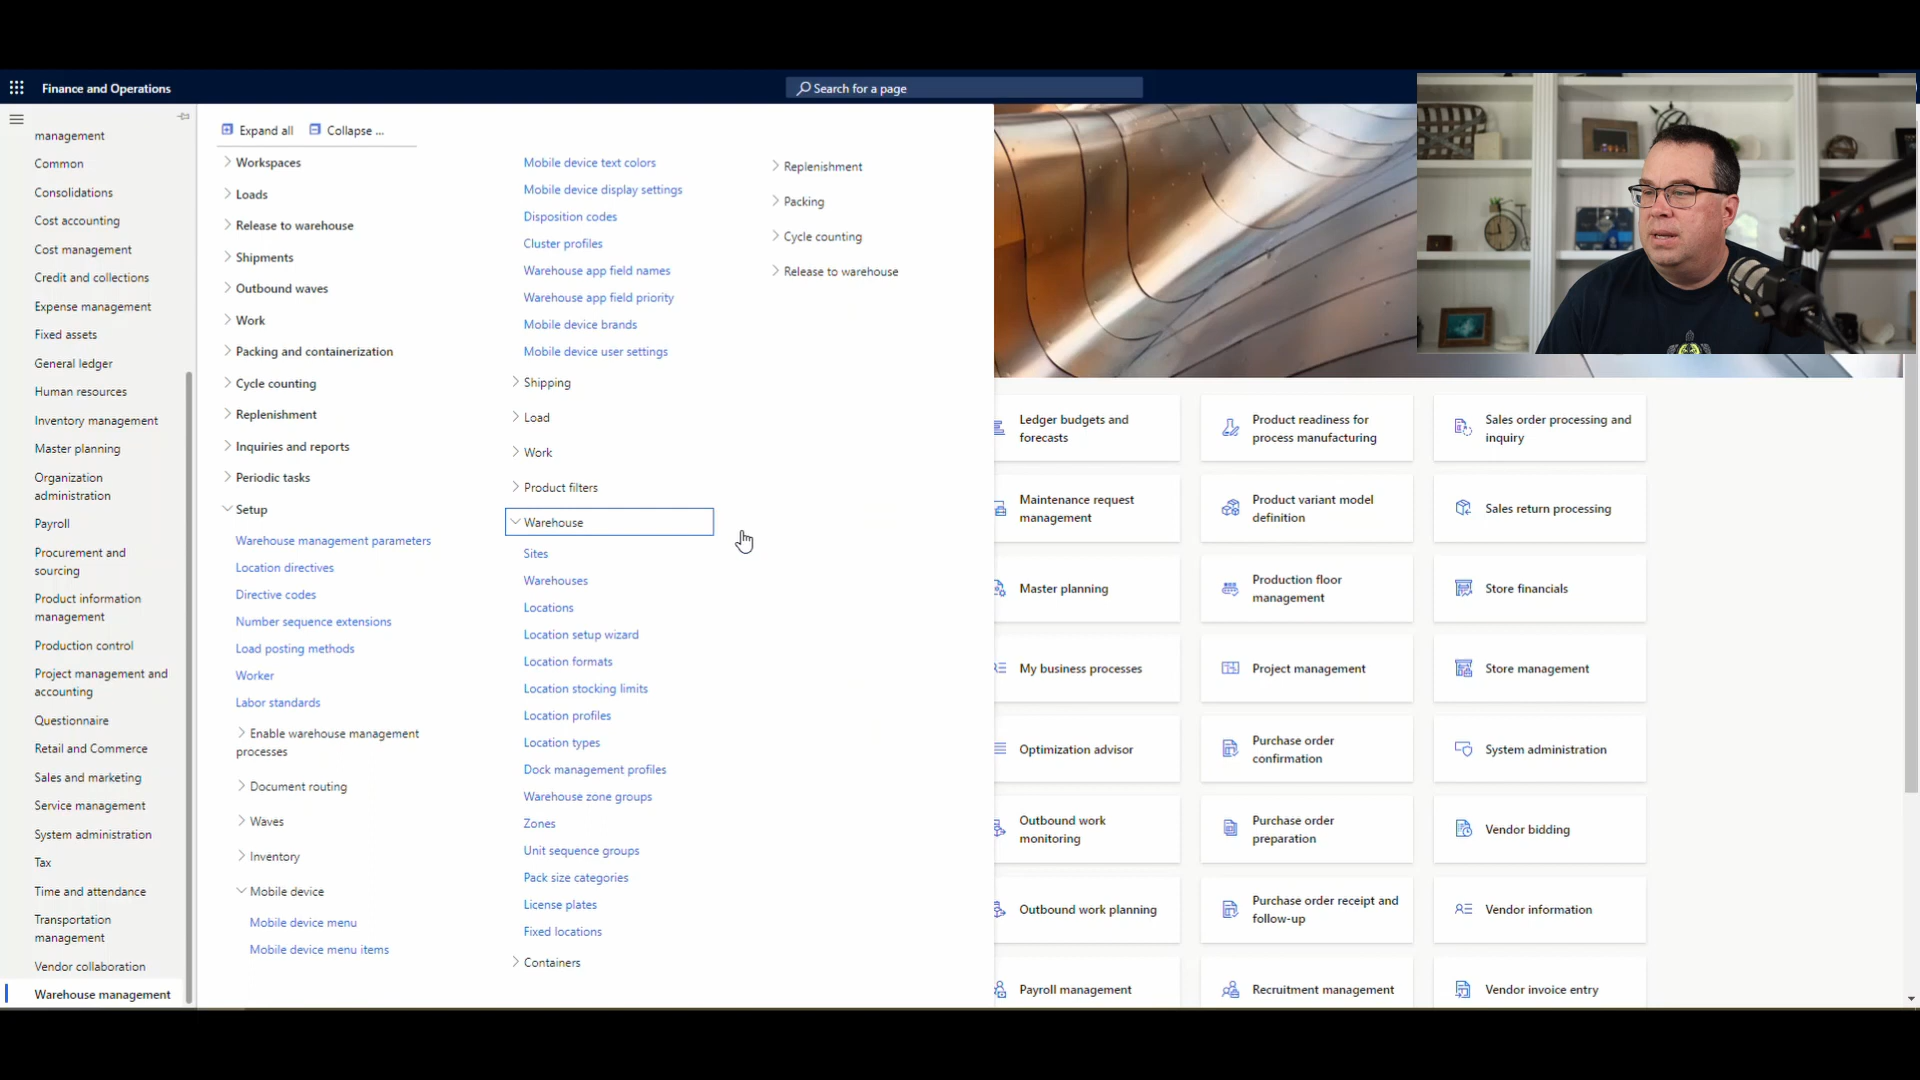 Finance and Operations
Search for a page
management
Common
Consolidations
Cost accounting
Cost management
Credit and collections
Expense management
Fixed assets
General ledger
Human resources
Inventory management
Master planning
Organization
administration
Payroll
Procurement and
sourcing
Product information
management
Production control
Project management and
accounting
Questionnaire
Retail and Commerce
Sales and marketing
Service management
System administration
Tax
Time and attendance
Transportation
management
Vendor collaboration
Warehouse management
Expand all
Collapse ...
Workspaces
Loads
Release to warehouse
Shipments
Outbound waves
Work
Packing and containerization
Cycle counting
Replenishment
Inquiries and reports
Periodic tasks
Setup
Warehouse management parameters
Location directives
Directive codes
Number sequence extensions
Load posting methods
Worker
Labor standards
Enable warehouse management
processes
Document routing
Waves
Inventory
Mobile device
Mobile device menu
Mobile device menu items
Mobile device text colors
Mobile device display settings
Disposition codes
Cluster profiles
Warehouse app field names
Warehouse app field priority
Mobile device brands
Mobile device user settings
Shipping
Load
Work
Product filters
Warehouse
Sites
Warehouses
Locations
Location setup wizard
Location formats
Location stocking limits
Location profiles
Location types
Dock management profiles
Warehouse zone groups
Zones
Unit sequence groups
Pack size categories
License plates
Fixed locations
Containers
Replenishment
Packing
Cycle counting
Release to warehouse
Ledger budgets and
forecasts
Maintenance request
management
Master planning
My business processes
Optimization advisor
Outbound work
monitoring
Outbound work planning
Payroll management
Product readiness for
process manufacturing
Product variant model
definition
Production floor
management
Project management
Purchase order
confirmation
Purchase order
preparation
Purchase order receipt and
follow-up
Recruitment management
Sales order processing and
inquiry
Sales return processing
Store financials
Store management
System administration
Vendor bidding
Vendor information
Vendor invoice entry